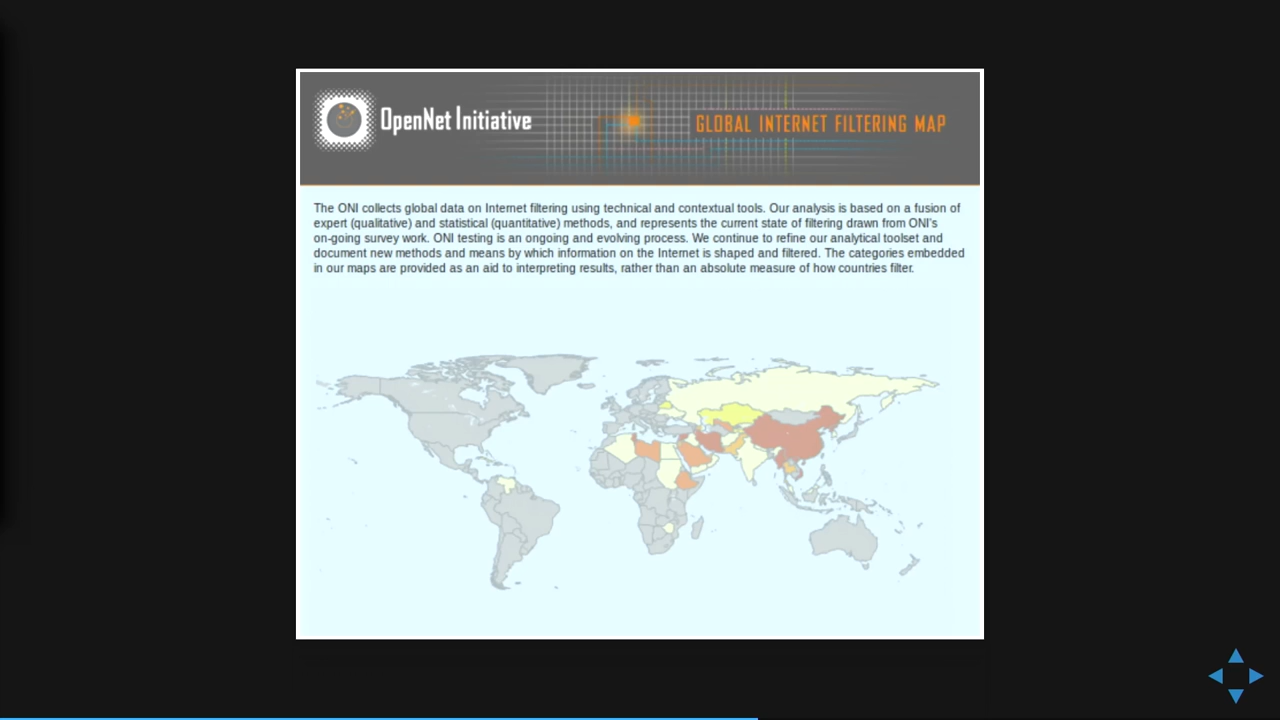 OpenNet Initiative
GLOBAL INTERNET FILTERING MAP
The ONI collects global data on Internet filtering using technical and contextual tools. Our analysis is based on a fusion of
expert (qualitative) and statistical (quantitative) methods, and represents the current state of filtering drawn from ONI's
on-going survey work. ONI testing is an ongoing and evolving process. We continue to refine our analytical toolset and
document new methods and means by which information on the Internet is shaped and filtered. The categories embedded
in our maps are provided as an aid to interpreting results, rather than an absolute measure of how countries filter.